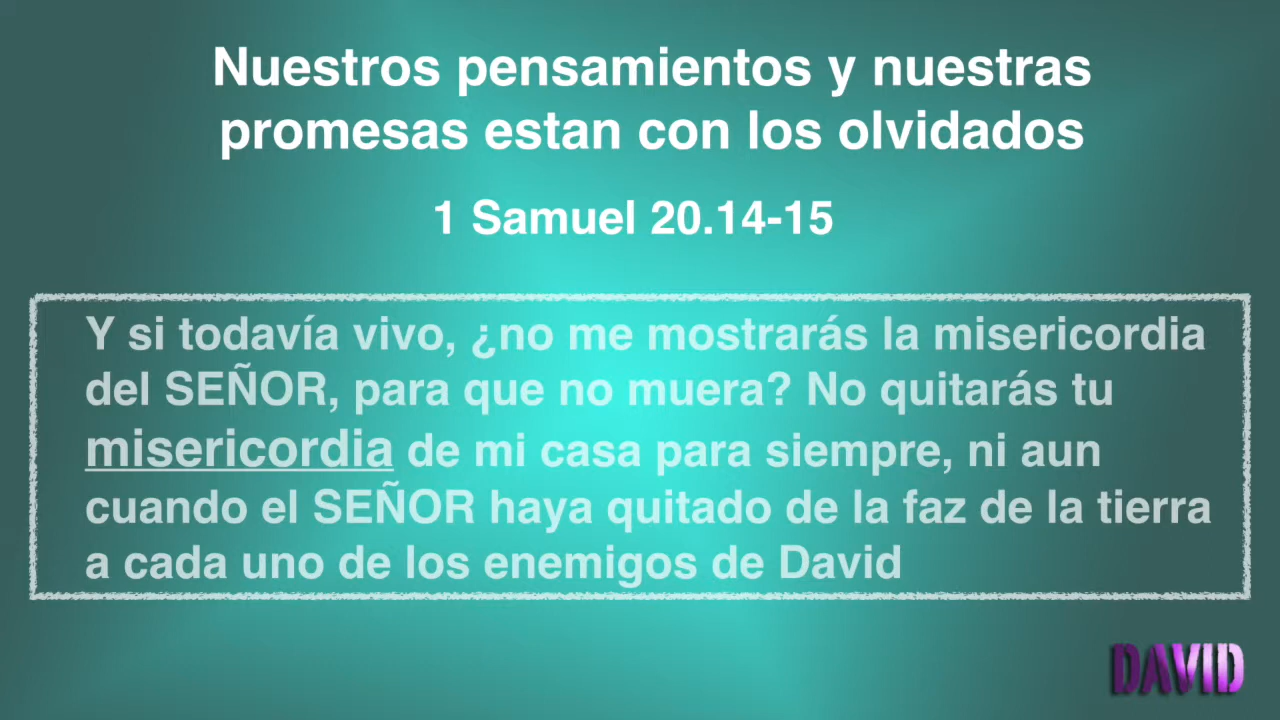 Nuestros pensamientos y nuestras
promesas estan con los olvidados
1 Samuel 20.14-15
Y si todavía vivo, ¿no me mostrarás la misericordia
del SEÑOR, para que no muera? No quitarás tu
misericordia de mi casa para siempre, ni aun
cuando el SEÑOR haya quitado de la faz de la tierra
a cada uno de los enemigos de David
DAVID